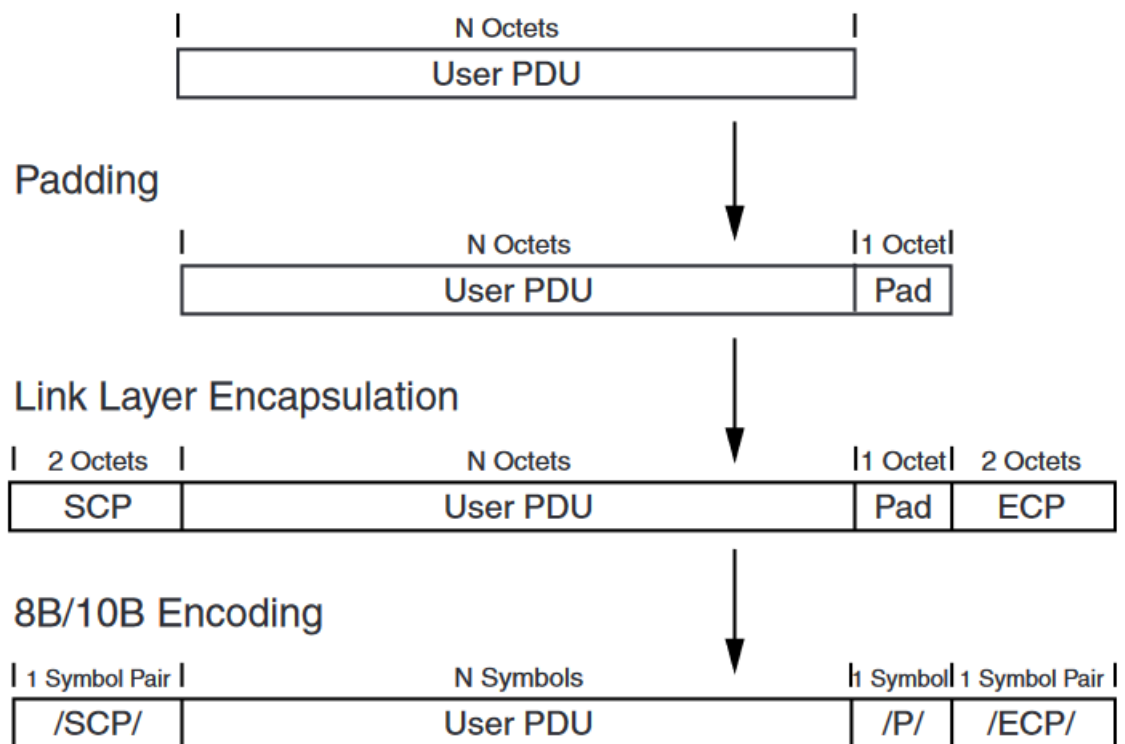 N Octets
User PDU
Padding
N Octets 1 Octet
User PDU Pad
Link Layer Encapsulation
2 Octets N Octets 1 Octet 2 Octets
SCP User PDU Pad ECP
8B/10B Encoding
1 Symbol Pair N Symbols 1 Symbol 1 Symbol Pair
/SCP/ User PDU /P/ /ECP/